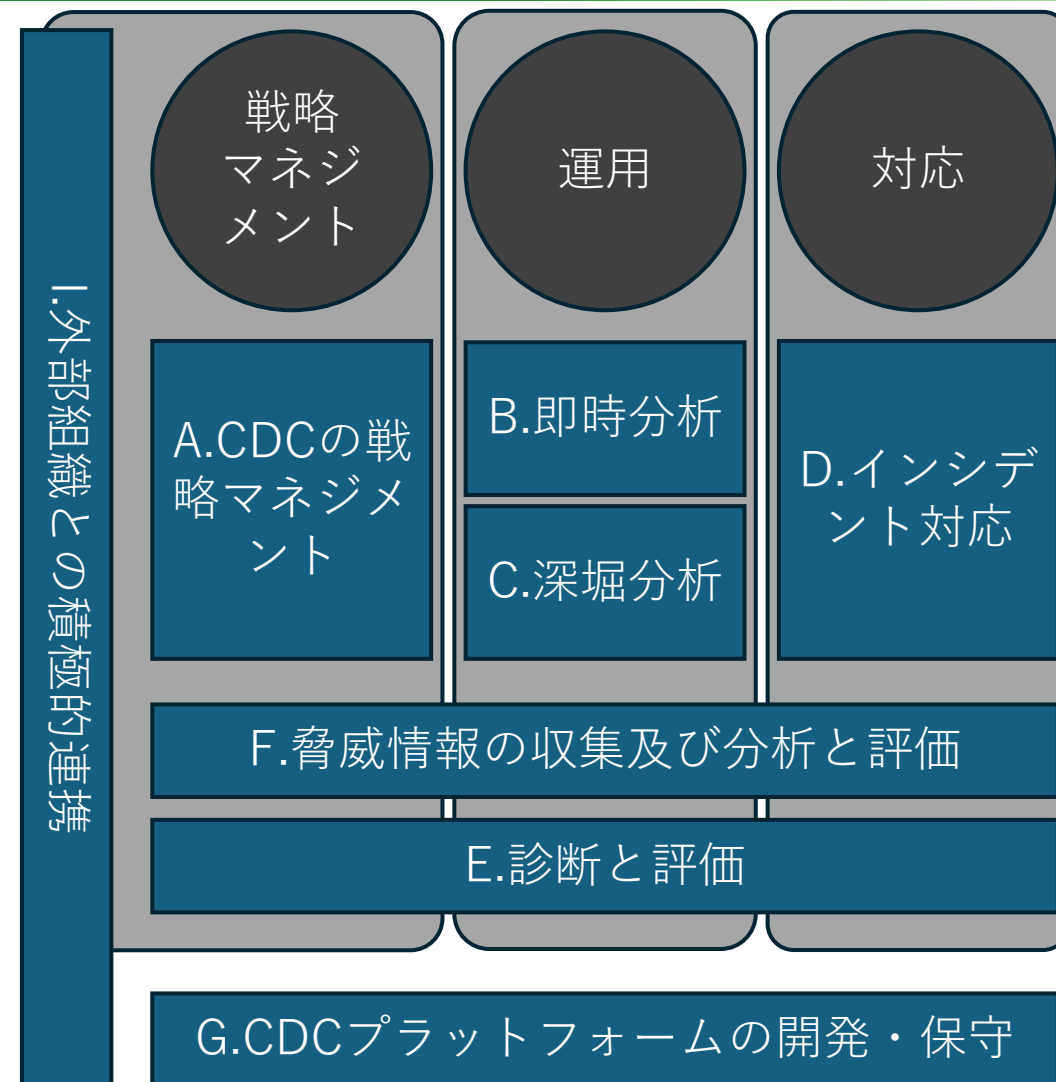 戦略
マネジ
メント
運用
対応
I.外部組織との積極的連携
A.CDCの戦
略マネジメ
ント
B.即時分析
C.深堀分析
D.インシデ
ント対応
F.脅威情報の収集及び分析と評価
E.診断と評価
G.CDCプラットフォームの開発・保守